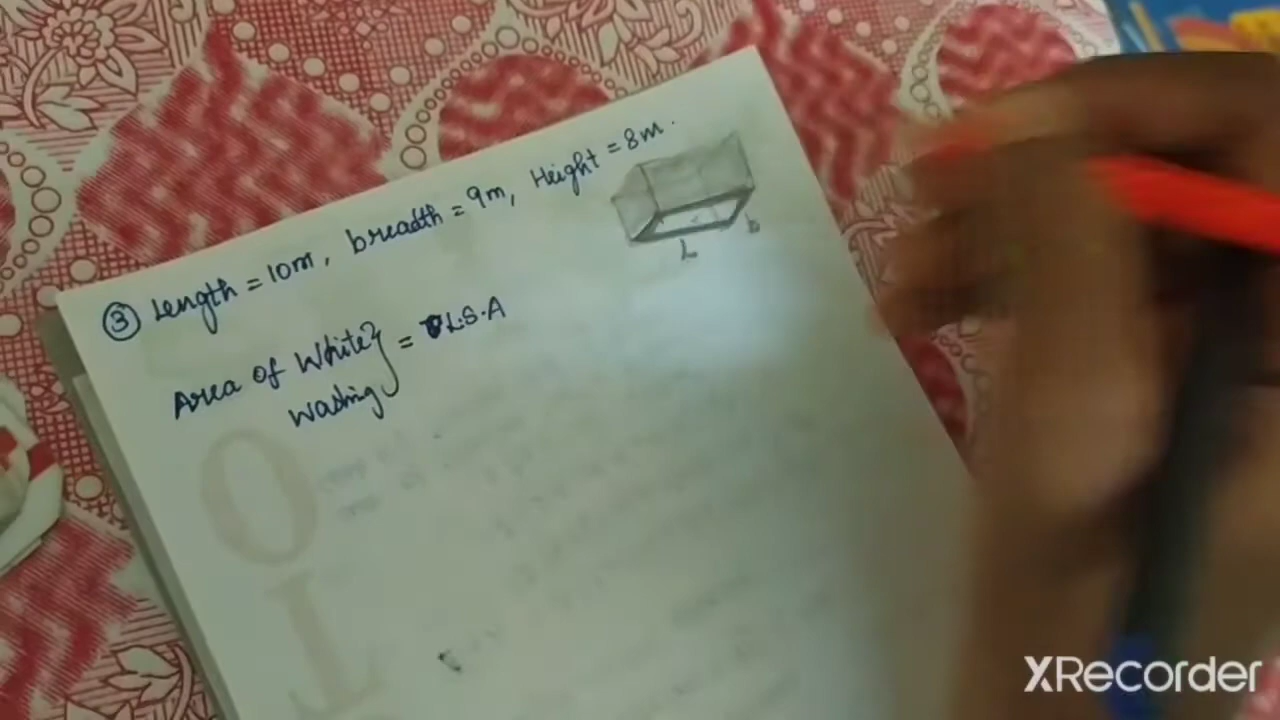 ③ Length = 10m, breadth = 9m, Height = 8m.
L
b
Area of White} = L.S.A
Washing
XRecorder